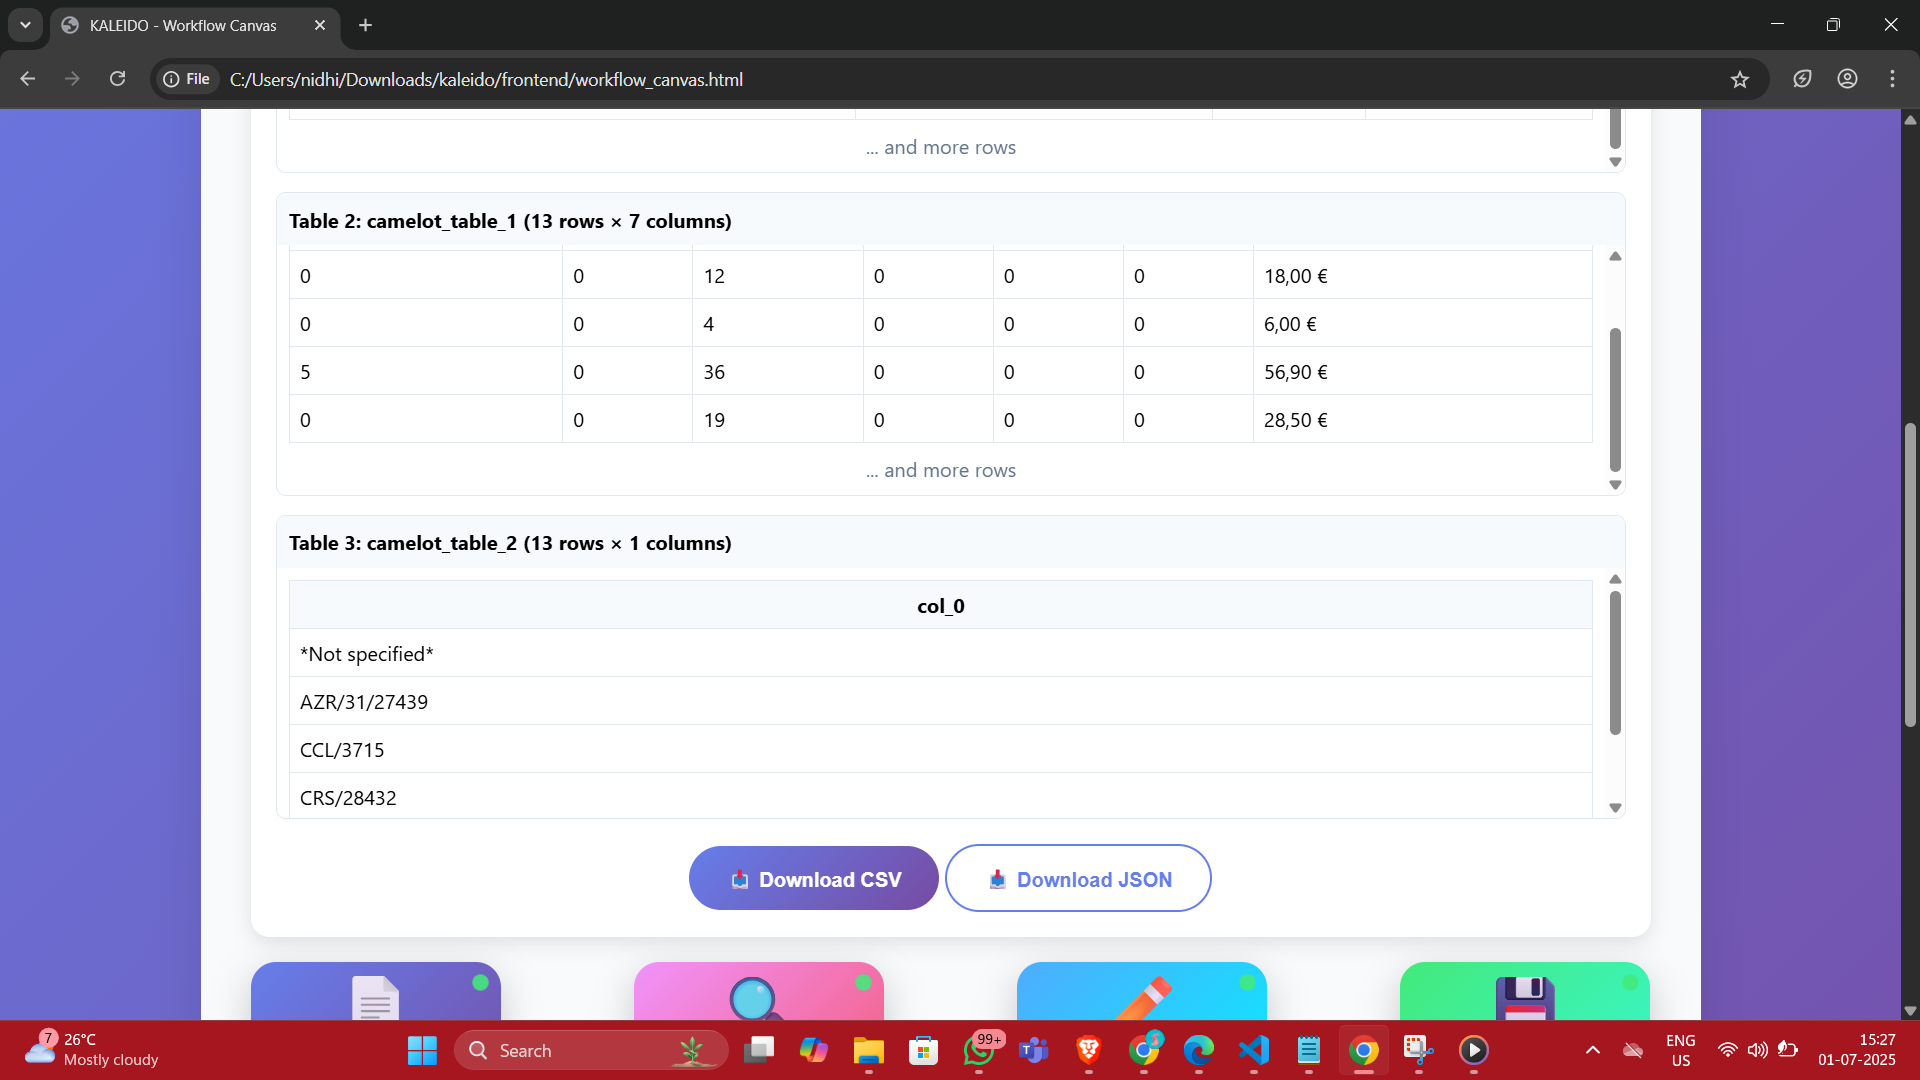 KALEIDO - Workflow Canvas
File
C:/Users/nidhi/Downloads/kaleido/frontend/workflow_canvas.html
... and more rows
Table 2: camelot_table_1 (13 rows × 7 columns)
0 0 12 0 0 0 18,00 €
0 0 4 0 0 0 6,00 €
5 0 36 0 0 0 56,90 €
0 0 19 0 0 0 28,50 €
... and more rows
Table 3: camelot_table_2 (13 rows × 1 columns)
col_0
*Not specified*
AZR/31/27439
CCL/3715
CRS/28432
Download CSV
Download JSON
7
26°C
Mostly cloudy
Search
99+
ENG
US
15:27
01-07-2025